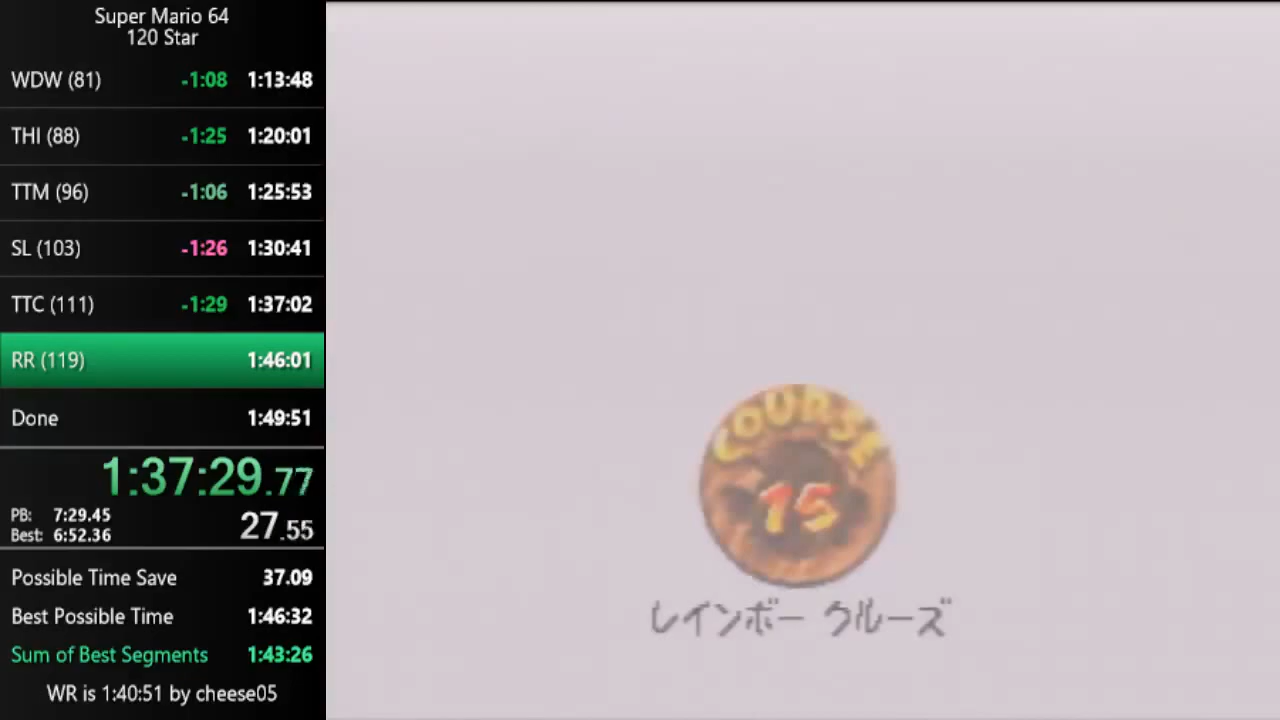 Super Mario 64
120 Star
WDW (81) -1:08 1:13:48
THI (88) -1:25 1:20:01
TTM (96) -1:06 1:25:53
SL (103) -1:26 1:30:41
TTC (111) -1:29 1:37:02
RR (119) 1:46:01
Done 1:49:51
1:37:29.77
PB: 7:29.45
Best: 6:52.36
27.55
Possible Time Save 37.09
Best Possible Time 1:46:32
Sum of Best Segments 1:43:26
WR is 1:40:51 by cheese05
COURSE
15
レインボー クルーズ